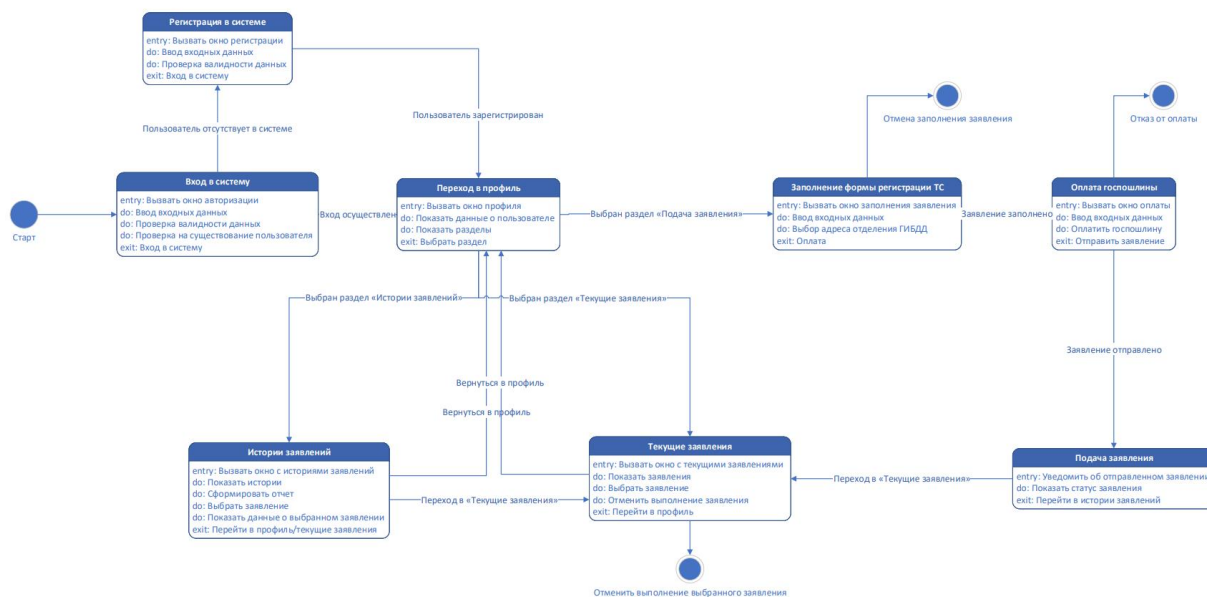 Регистрация в системе
entry: Вызвать окно регистрации
do: Ввод входных данных
do: Проверка валидности данных
exit: Вход в систему
Пользователь отсутствует в системе
Пользователь зарегистрирован
Отмена заполнения заявления
Отказ от оплаты
Старт
Вход в систему
entry: Вызвать окно авторизации
do: Ввод входных данных
do: Проверка валидности данных
do: Проверка на существование пользователя
exit: Вход в систему
Вход осуществлен
Переход в профиль
entry: Вызвать окно профиля
do: Показать данные о пользователе
do: Показать разделы
exit: Выбрать раздел
Выбран раздел «Подача заявления»
Заполнение формы регистрации ТС
entry: Вызвать окно заполнения заявления
do: Ввод входных данных
do: Выбор адреса отделения ГИБДД
exit: Оплата
Заявление заполнено
Оплата госпошлины
entry: Вызвать окно оплаты
do: Ввод входных данных
do: Оплатить госпошлину
exit: Отправить заявление
Выбран раздел «Истории заявлений»
Выбран раздел «Текущие заявления»
Заявление отправлено
Вернуться в профиль
Вернуться в профиль
Истории заявлений
entry: Вызвать окно с историями заявлений
do: Показать истории
do: Сформировать отчет
do: Выбрать заявление
do: Показать данные о выбранном заявлении
exit: Перейти в профиль/текущие заявления
Переход в «Текущие заявления»
Текущие заявления
entry: Вызвать окно с текущими заявлениями
do: Показать заявления
do: Выбрать заявление
do: Отменить выполнение заявления
exit: Перейти в профиль
Переход в «Текущие заявления»
Подача заявления
entry: Уведомить об отправленном заявлении
do: Показать статус заявления
exit: Перейти в истории заявлений
Отменить выполнение выбранного заявления